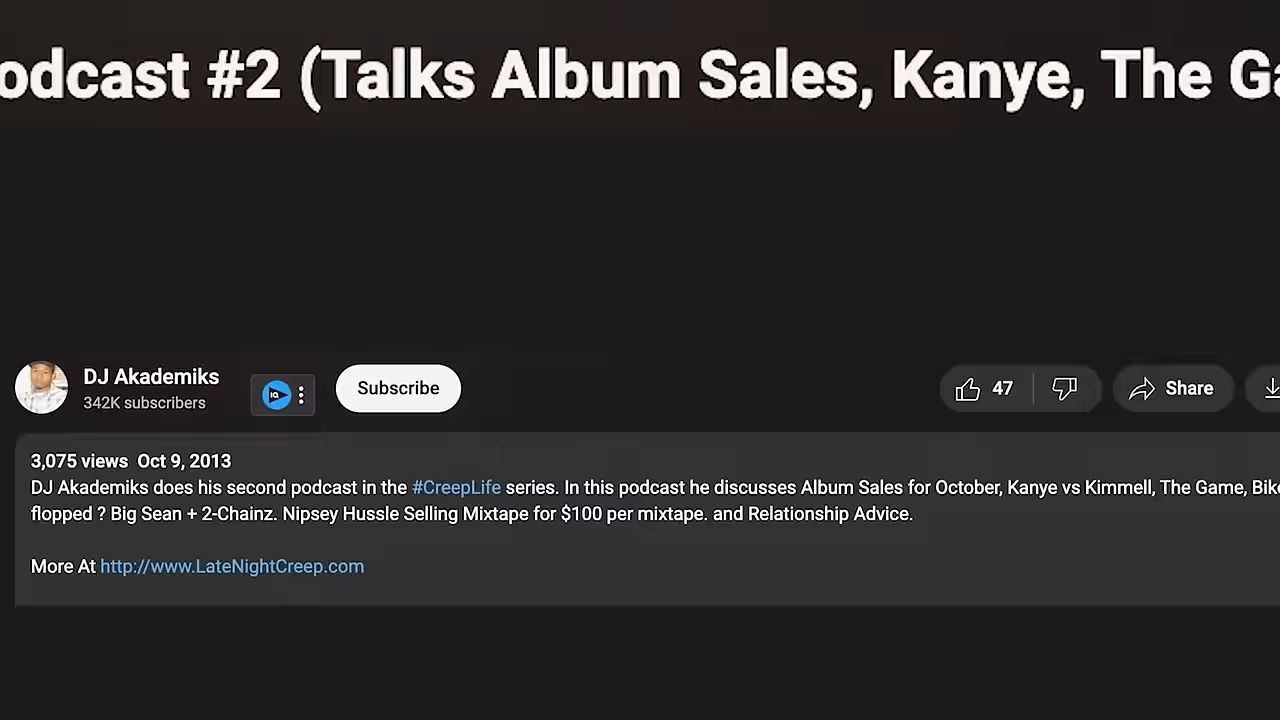 odcast #2 (Talks Album Sales, Kanye, The Ga
DJ Akademiks
342K subscribers
IQ
Subscribe
47
Share
3,075 views Oct 9, 2013
DJ Akademiks does his second podcast in the #CreepLife series. In this podcast he discusses Album Sales for October, Kanye vs Kimmell, The Game, Bike
flopped ? Big Sean + 2-Chainz. Nipsey Hussle Selling Mixtape for $100 per mixtape. and Relationship Advice.
More At http://www.LateNightCreep.com